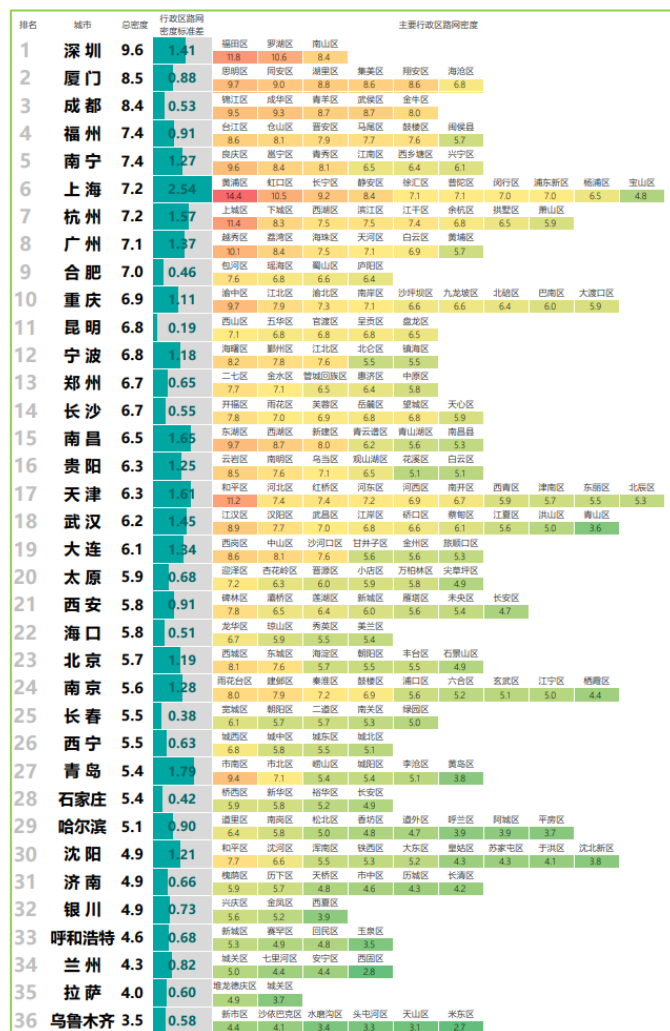 排名 城市 总密度 行政区路网密度标准差 主要行政区路网密度
福田区 罗湖区 南山区
1 深圳 9.6 1.41 11.8 10.6 8.4
思明区 同安区 湖里区 集美区 翔安区 海沧区
2 厦门 8.5 0.88 9.7 9.0 8.8 8.6 8.6 6.8
锦江区 成华区 青羊区 武侯区 金牛区
3 成都 8.4 0.53 9.5 9.3 8.7 8.7 8.0
台江区 仓山区 晋安区 马尾区 鼓楼区 闽侯县
4 福州 7.4 0.91 8.6 8.1 7.9 7.7 7.6 5.7
良庆区 邕宁区 青秀区 江南区 西乡塘区 兴宁区
5 南宁 7.4 1.27 9.6 8.4 8.1 6.5 6.4 6.1
黄浦区 虹口区 长宁区 静安区 徐汇区 普陀区 闵行区 浦东新区 杨浦区 宝山区
6 上海 7.2 2.54 14.4 10.5 9.2 8.4 7.1 7.1 7.0 7.0 6.5 4.8
上城区 下城区 西湖区 滨江区 江干区 余杭区 拱墅区 萧山区
7 杭州 7.2 1.57 11.4 8.3 7.5 7.5 7.4 6.8 6.5 5.9
越秀区 荔湾区 海珠区 天河区 白云区 黄埔区
8 广州 7.1 1.37 10.1 8.4 7.5 7.1 6.9 5.7
包河区 瑶海区 蜀山区 庐阳区
9 合肥 7.0 0.46 7.6 6.8 6.6 6.4
渝中区 江北区 渝北区 南岸区 沙坪坝区 九龙坡区 北碚区 巴南区 大渡口区
10 重庆 6.9 1.11 9.7 7.9 7.3 7.1 6.6 6.6 6.4 6.0 5.9
西山区 五华区 官渡区 呈贡区 盘龙区
11 昆明 6.8 0.19 7.1 6.8 6.8 6.8 6.5
海曙区 鄞州区 江北区 北仑区 镇海区
12 宁波 6.8 1.18 8.2 7.8 7.6 5.5 5.5
二七区 金水区 管城回族区 惠济区 中原区
13 郑州 6.7 0.65 7.7 7.1 6.5 6.4 5.8
开福区 雨花区 芙蓉区 岳麓区 望城区 天心区
14 长沙 6.7 0.55 7.8 7.0 6.9 6.8 6.8 5.9
东湖区 西湖区 新建区 青云谱区 青山湖区 南昌县
15 南昌 6.5 1.65 9.7 8.7 8.0 6.2 5.6 5.3
云岩区 南明区 乌当区 观山湖区 花溪区 白云区
16 贵阳 6.3 1.25 8.5 7.6 7.1 6.5 5.1 5.1
和平区 河北区 红桥区 河东区 河西区 南开区 西青区 津南区 东丽区 北辰区
17 天津 6.3 1.61 11.2 7.4 7.4 7.2 6.9 6.7 5.9 5.7 5.5 5.3
江汉区 汉阳区 武昌区 江岸区 硚口区 蔡甸区 江夏区 洪山区 青山区
18 武汉 6.2 1.45 8.9 7.7 7.0 6.8 6.6 6.1 5.6 5.0 3.6
西岗区 中山区 沙河口区 甘井子区 金州区 旅顺口区
19 大连 6.1 1.34 8.6 8.1 7.6 5.6 5.6 5.3
迎泽区 杏花岭区 晋源区 小店区 万柏林区 尖草坪区
20 太原 5.9 0.68 7.2 6.3 6.0 5.9 5.8 4.9
碑林区 灞桥区 莲湖区 新城区 雁塔区 未央区 长安区
21 西安 5.8 0.91 7.8 6.5 6.4 6.0 5.6 5.4 4.7
龙华区 琼山区 秀英区 美兰区
22 海口 5.8 0.51 6.7 5.9 5.5 5.4
西城区 东城区 海淀区 朝阳区 丰台区 石景山区
23 北京 5.7 1.19 8.1 7.6 5.7 5.5 5.5 4.9
雨花台区 建邺区 秦淮区 鼓楼区 浦口区 六合区 玄武区 江宁区 栖霞区
24 南京 5.6 1.28 8.0 7.9 7.2 6.9 5.6 5.2 5.1 5.0 4.4
宽城区 朝阳区 二道区 南关区 绿园区
25 长春 5.5 0.38 6.1 5.7 5.7 5.3 5.0
城西区 城中区 城东区 城北区
26 西宁 5.5 0.63 6.8 5.8 5.5 5.1
市南区 市北区 崂山区 城阳区 李沧区 黄岛区
27 青岛 5.4 1.79 9.4 7.1 5.4 5.4 5.1 3.8
桥西区 新华区 裕华区 长安区
28 石家庄 5.4 0.42 5.9 5.8 5.2 4.9
道里区 南岗区 松北区 香坊区 道外区 呼兰区 阿城区 平房区
29 哈尔滨 5.1 0.90 6.4 5.8 5.0 4.8 4.7 3.9 3.9 3.7
和平区 沈河区 浑南区 铁西区 大东区 皇姑区 苏家屯区 于洪区 沈北新区
30 沈阳 4.9 1.21 7.7 6.6 5.5 5.3 5.2 4.3 4.3 4.1 3.8
槐荫区 历下区 天桥区 市中区 历城区 长清区
31 济南 4.9 0.66 5.9 5.7 4.8 4.6 4.3 4.2
兴庆区 金凤区 西夏区
32 银川 4.9 0.73 5.6 5.2 3.9
新城区 赛罕区 回民区 玉泉区
33 呼和浩特 4.6 0.68 5.3 4.9 4.8 3.5
城关区 七里河区 安宁区 西固区
34 兰州 4.3 0.82 5.0 4.4 4.4 2.8
堆龙德庆区 城关区
35 拉萨 4.0 0.60 4.9 3.7
新市区 沙依巴克区 水磨沟区 头屯河区 天山区 米东区
36 乌鲁木齐 3.5 0.58 4.4 4.1 3.4 3.3 3.1 2.7